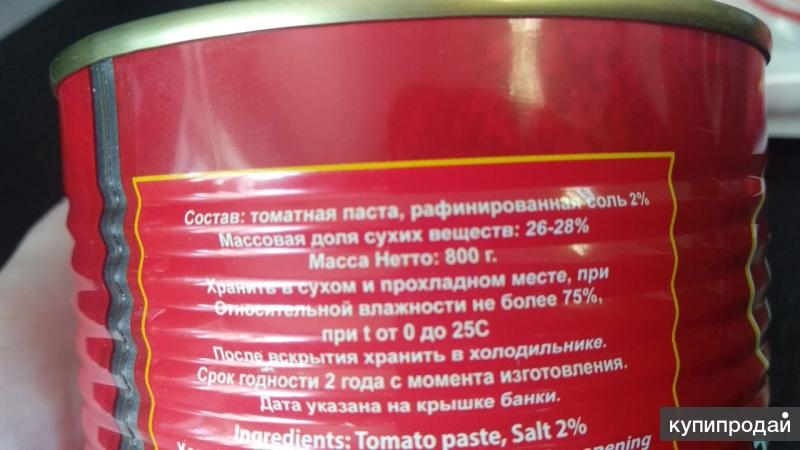 Состав: томатная паста, рафинированная соль 2%
Массовая доля сухих веществ: 26-28%
Масса Нетто: 800 г.
Хранить в сухом и прохладном месте, при
Относительной влажности не более 75%,
при t от 0 до 25С
После вскрытия хранить в холодильнике.
Срок годности 2 года с момента изготовления.
Дата указана на крышке банки.
Ingredients: Tomato paste, Salt 2%
opening
купипродай